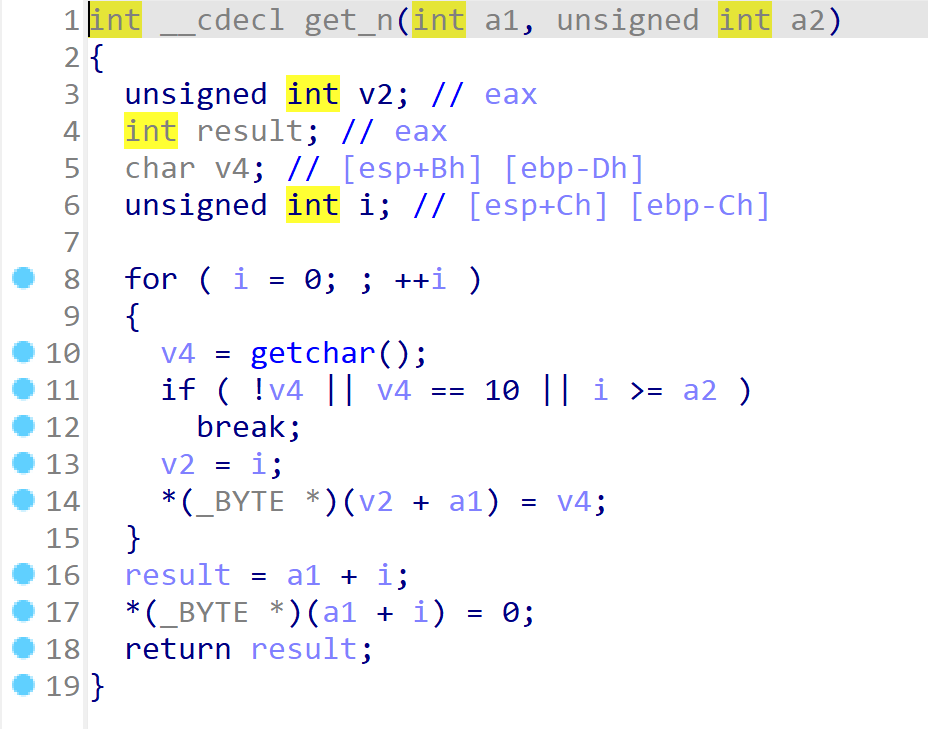 1 int __cdecl get_n(int a1, unsigned int a2)
2 {
3   unsigned int v2; // eax
4   int result; // eax
5   char v4; // [esp+Bh] [ebp-Dh]
6   unsigned int i; // [esp+Ch] [ebp-Ch]
7
8   for ( i = 0; ; ++i )
9   {
10     v4 = getchar();
11     if ( !v4 || v4 == 10 || i >= a2 )
12       break;
13     v2 = i;
14     *(_BYTE *)(v2 + a1) = v4;
15   }
16   result = a1 + i;
17   *(_BYTE *)(a1 + i) = 0;
18   return result;
19 }